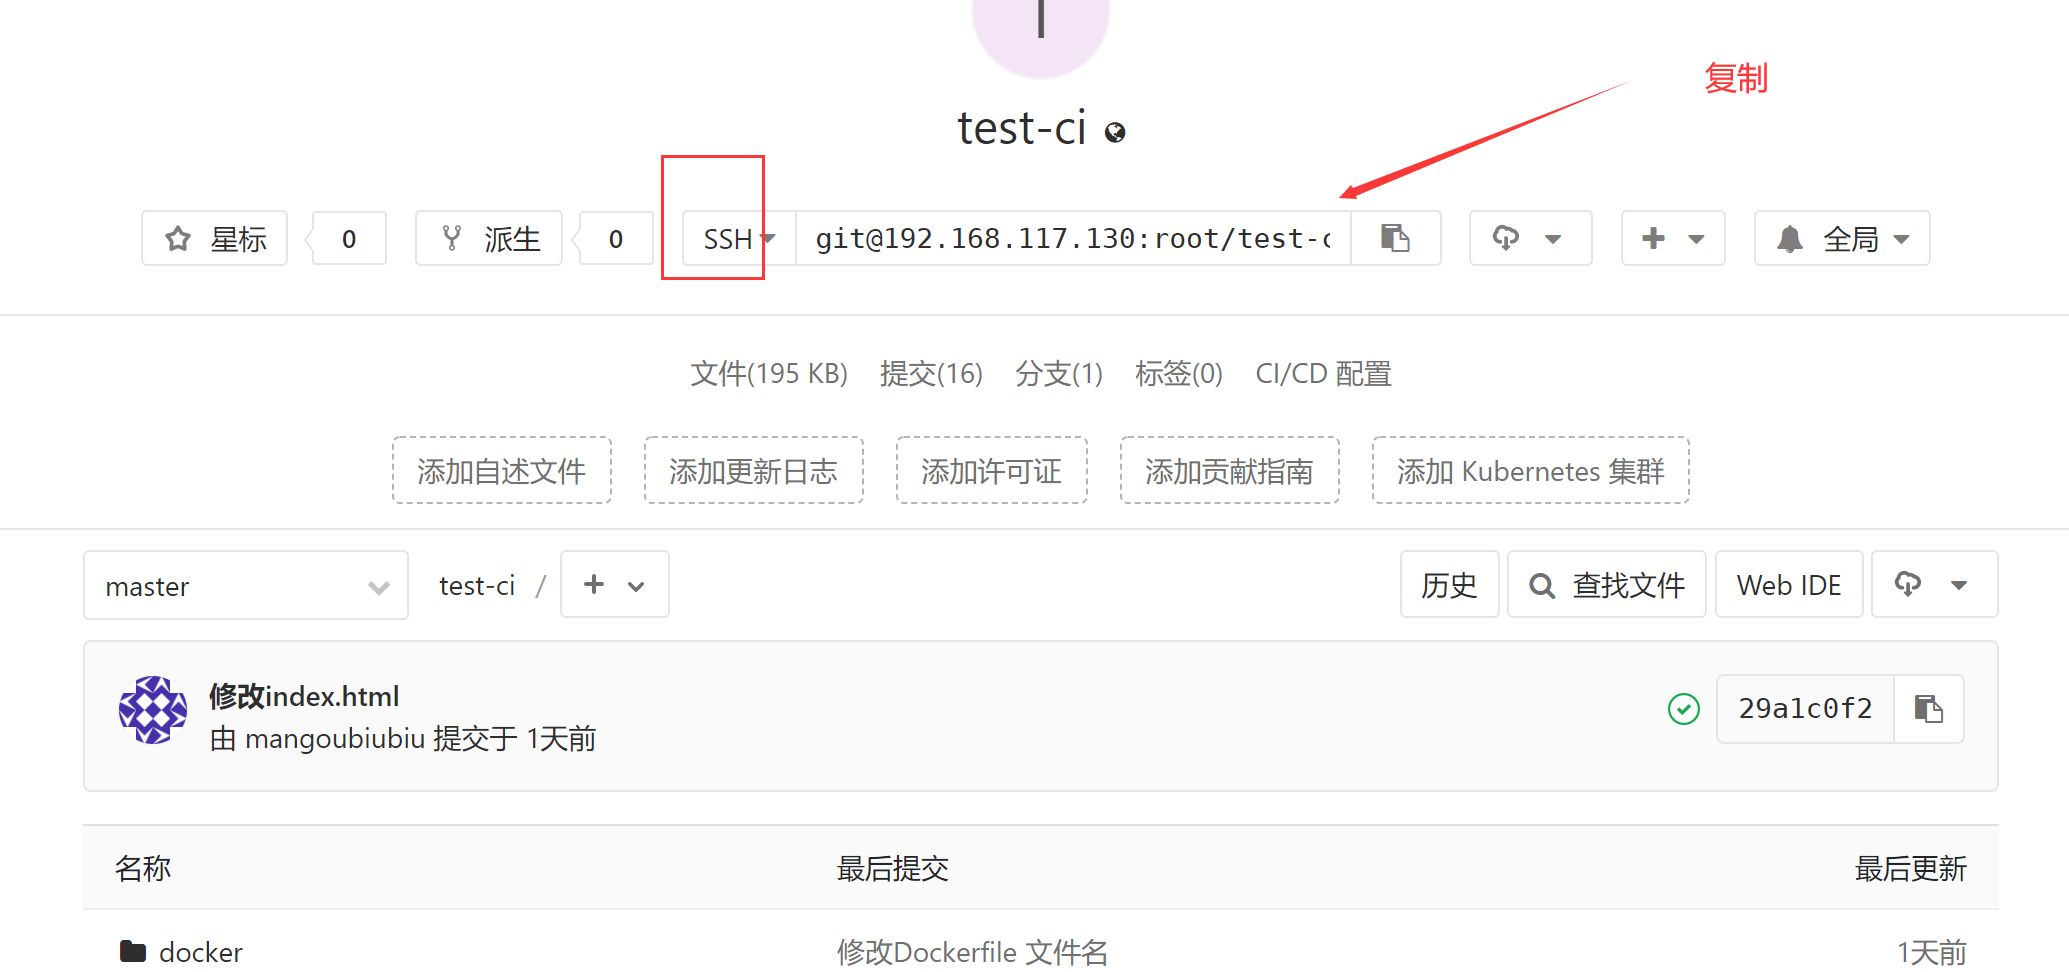 复制
test-ci
星标 0 派生 0 SSH git@192.168.117.130:root/test-c 全局
文件(195 KB) 提交(16) 分支(1) 标签(0) CI/CD 配置
添加自述文件 添加更新日志 添加许可证 添加贡献指南 添加 Kubernetes 集群
master test-ci / 历史 查找文件 Web IDE
修改index.html
由 mangoubiubiu 提交于 1天前
29a1c0f2
名称 最后提交 最后更新
docker 修改Dockerfile 文件名 1天前